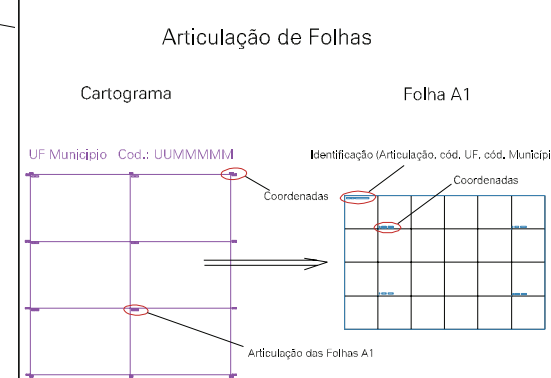 Articulação de Folhas
Cartograma
Folha A1
UF Município Cod.: UUMMMMM
Identificação (Articulação, cód. UF, cód. Municípi
Coordenadas
Coordenadas
Articulação das Folhas A1